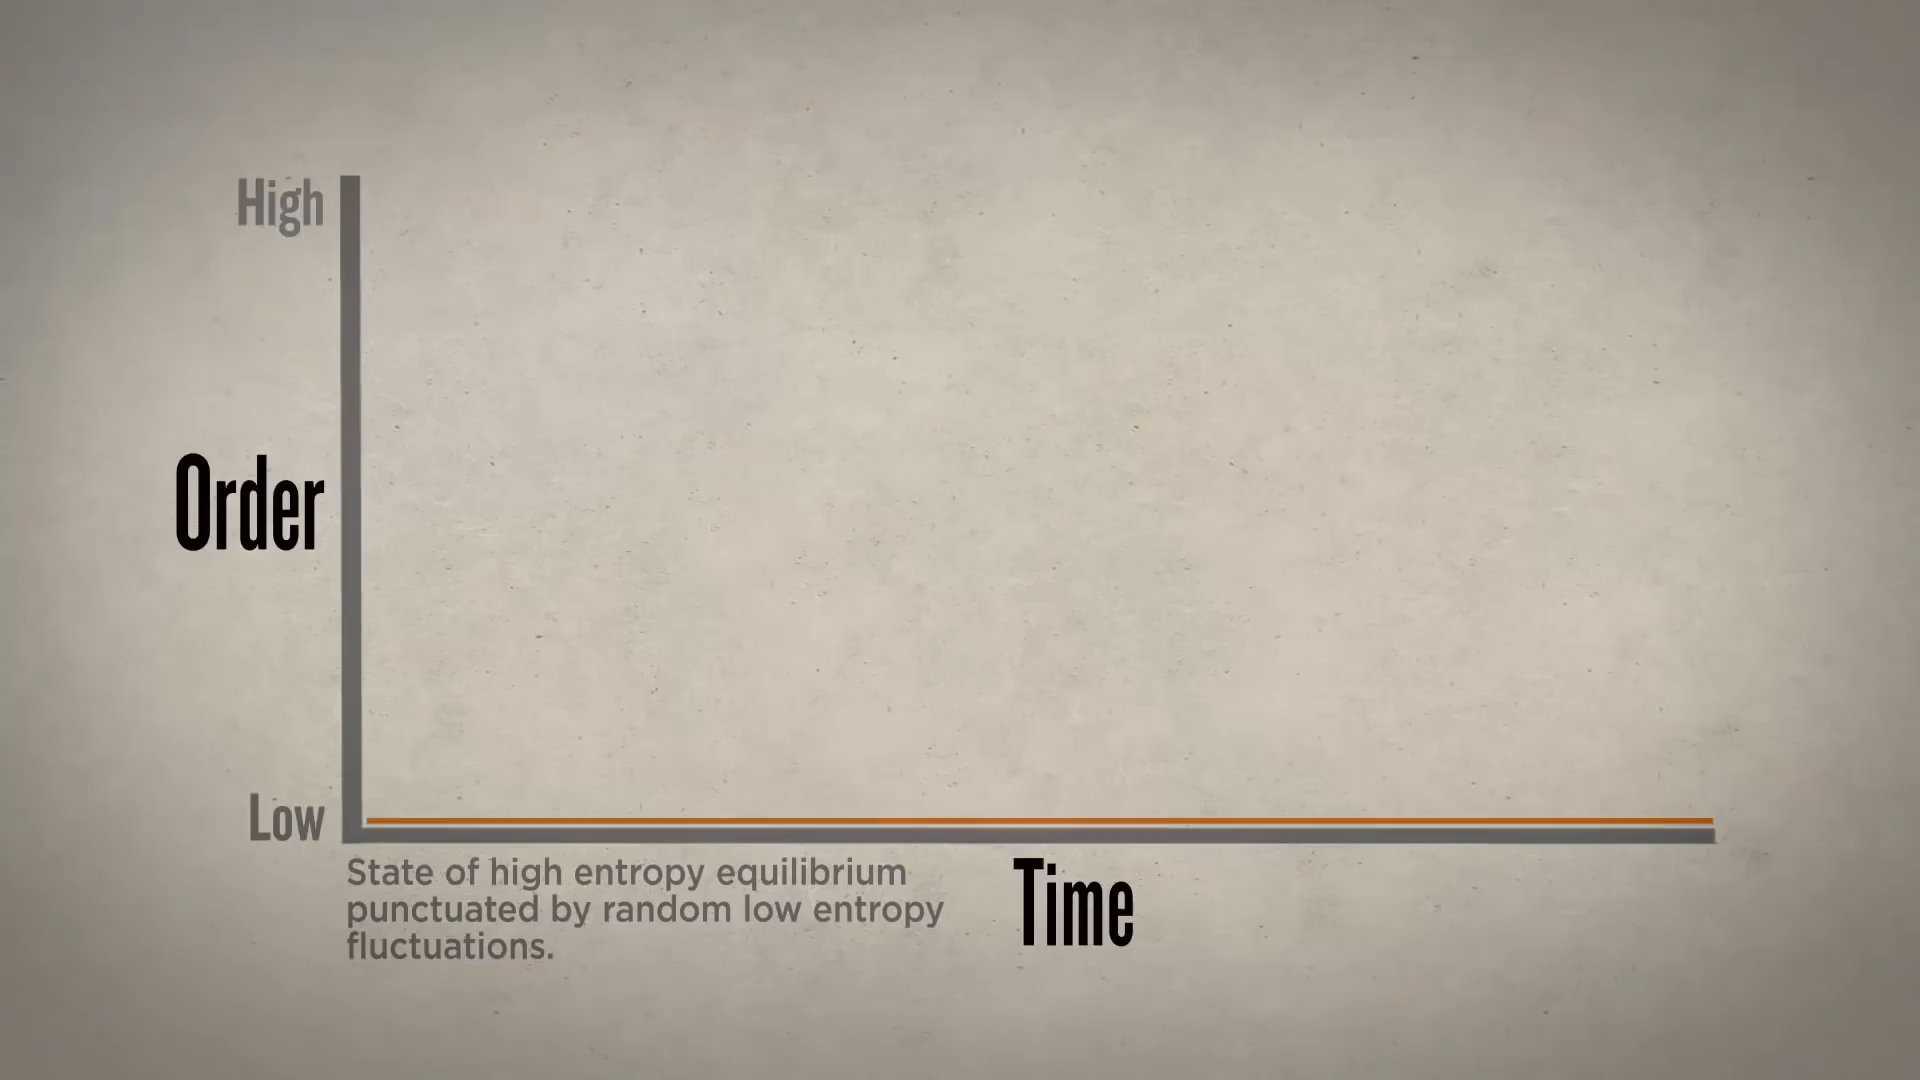 High
Order
Low
State of high entropy equilibrium
punctuated by random low entropy
fluctuations.
Time